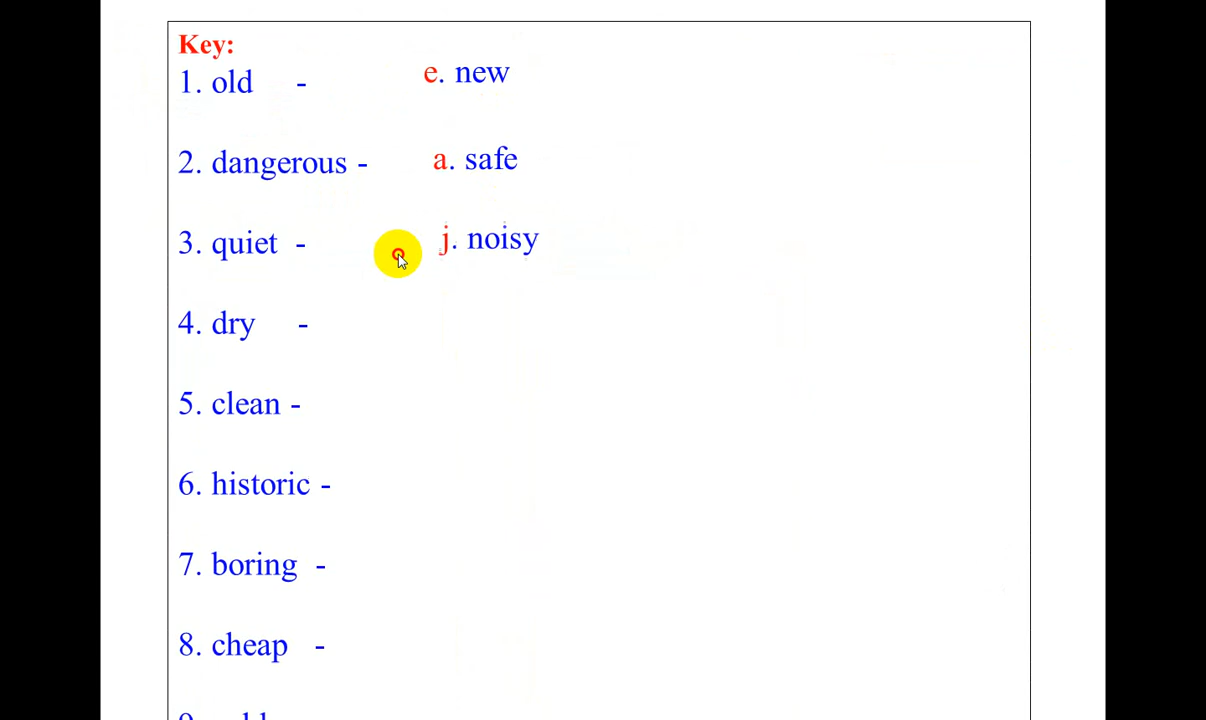 Key:
1. old - e. new
2. dangerous - a. safe
3. quiet - j. noisy
4. dry -
5. clean -
6. historic -
7. boring -
8. cheap -